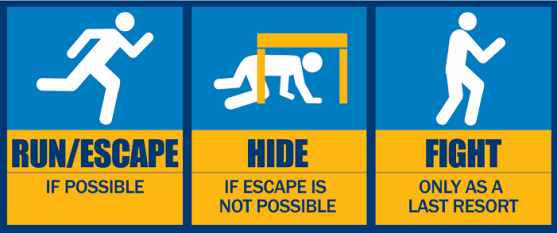 RUN/ESCAPE
IF POSSIBLE
HIDE
IF ESCAPE IS
NOT POSSIBLE
FIGHT
ONLY AS A
LAST RESORT